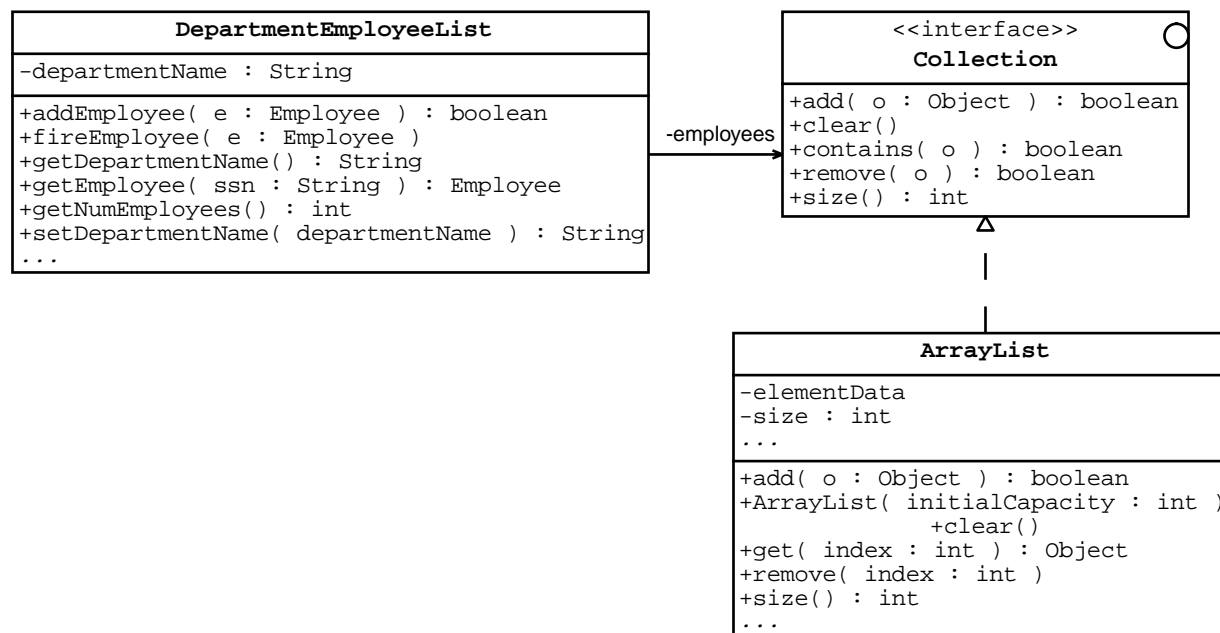 DepartmentEmployeeList
-departmentName : String
+addEmployee( e : Employee ) : boolean
+fireEmployee( e : Employee )
+getDepartmentName() : String
+getEmployee( ssn : String ) : Employee
+getNumEmployees() : int
+setDepartmentName( departmentName ) : String
...
-employees
<<interface>>
Collection
+add( o : Object ) : boolean
+clear()
+contains( o ) : boolean
+remove( o ) : boolean
+size() : int
ArrayList
-elementData
-size : int
...
+add( o : Object ) : boolean
+ArrayList( initialCapacity : int )
+clear()
+get( index : int ) : Object
+remove( index : int )
+size() : int
...